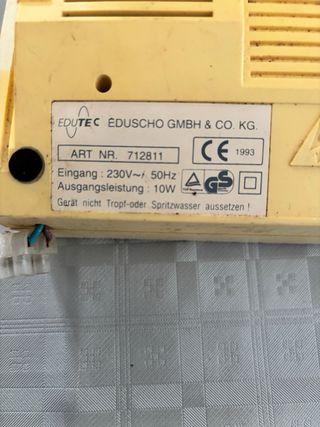 EDUTEC EDUSCHO GMBH & CO. KG.
ART NR. 712811
CE 1993
Eingang : 230V~/ 50Hz
Ausgangsleistung : 10W
GS
Gerät nicht Tropf-oder Spritzwasser aussetzen !